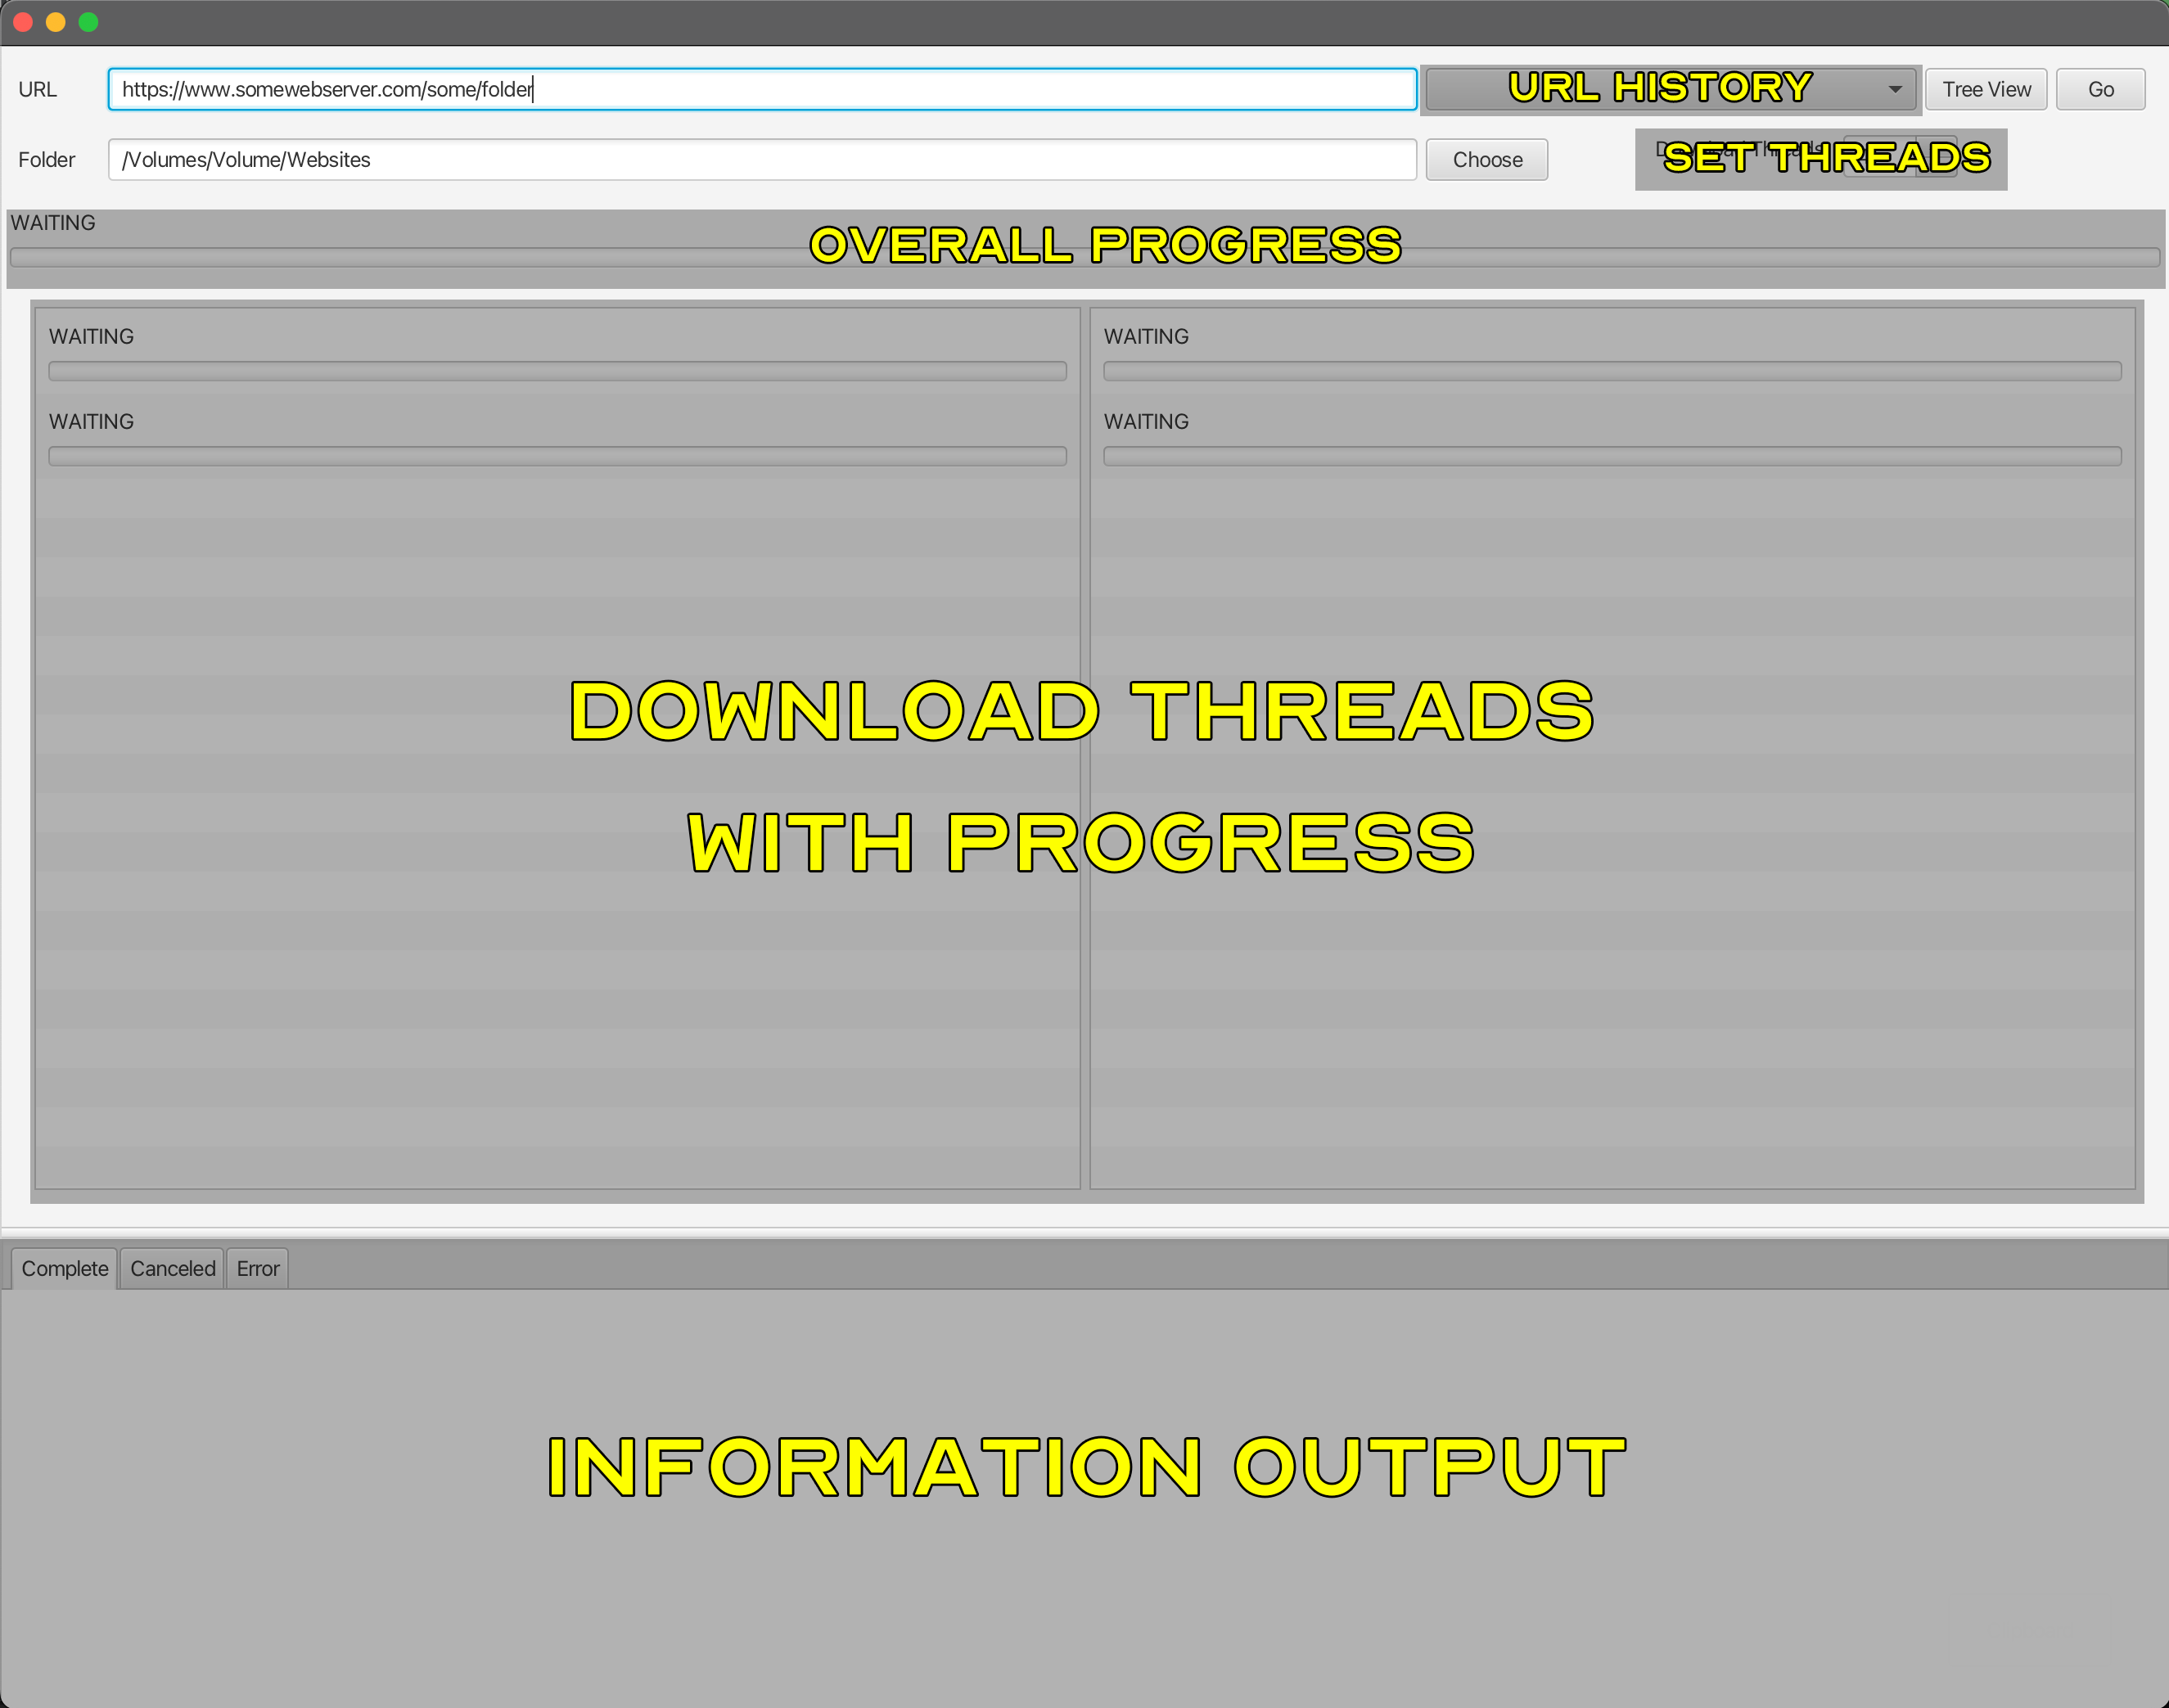 URL
https://www.somewebserver.com/some/folder
URL HISTORY
Tree View
Go
Folder
/Volumes/Volume/Websites
Choose
SET THREADS
WAITING
OVERALL PROGRESS
WAITING
WAITING
WAITING
WAITING
DOWNLOAD THREADS
WITH PROGRESS
Complete
Canceled
Error
INFORMATION OUTPUT